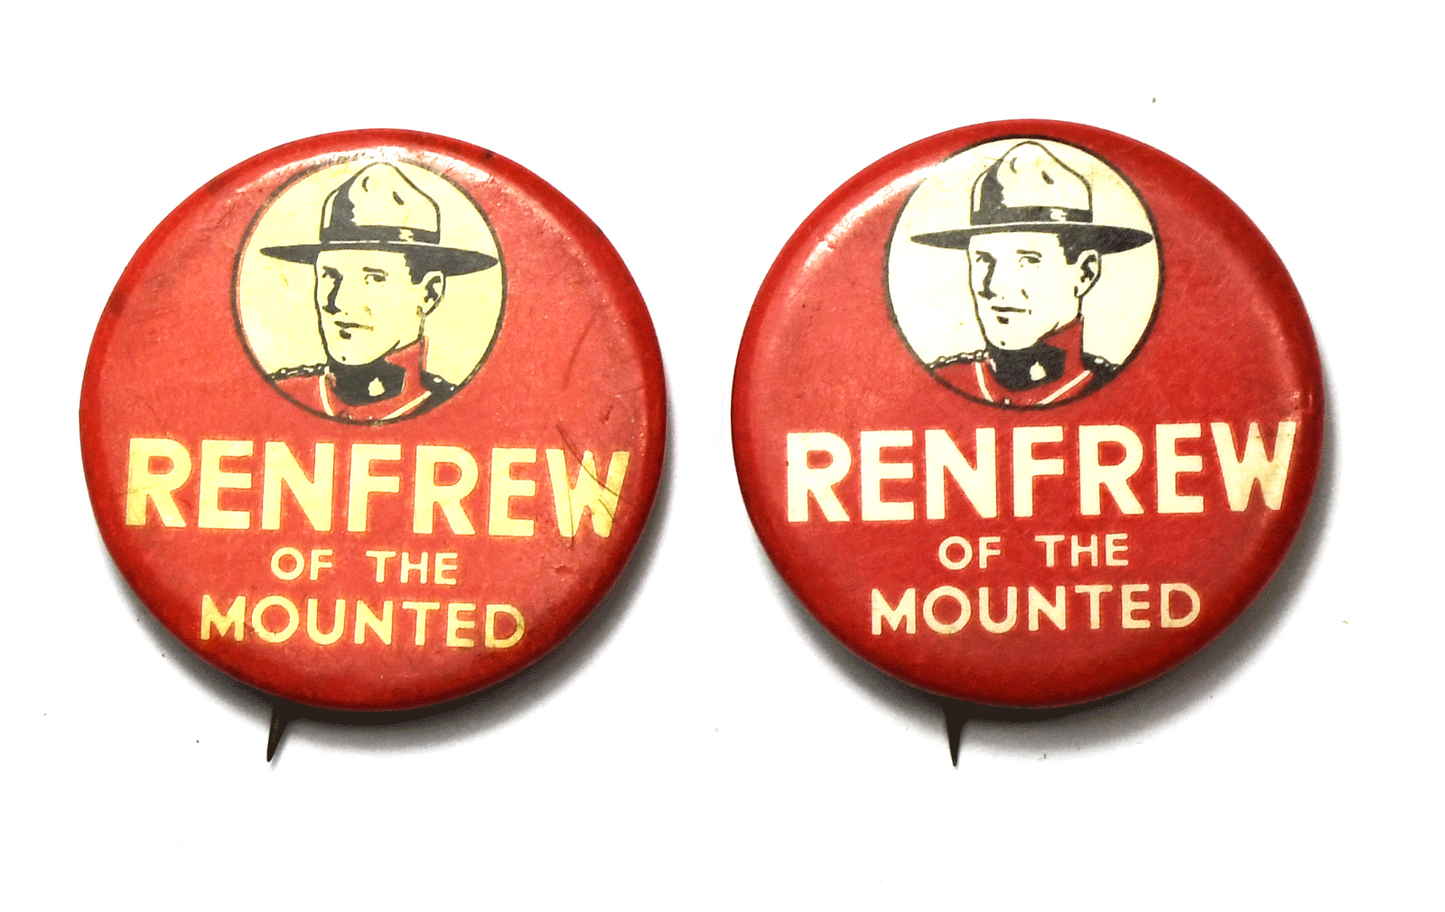 RENFREW
OF THE
MOUNTED
RENFREW
OF THE
MOUNTED